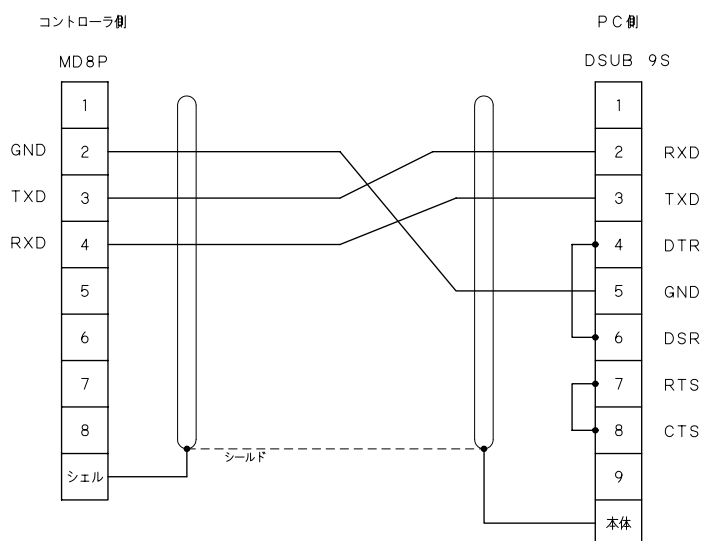 コントローラ側 PC側
MD8P DSUB 9S
1 1
GND 2 2 RXD
TXD 3 3 TXD
RXD 4 4 DTR
5 5 GND
6 6 DSR
7 7 RTS
8 8 CTS
シールド
シェル 9
本体